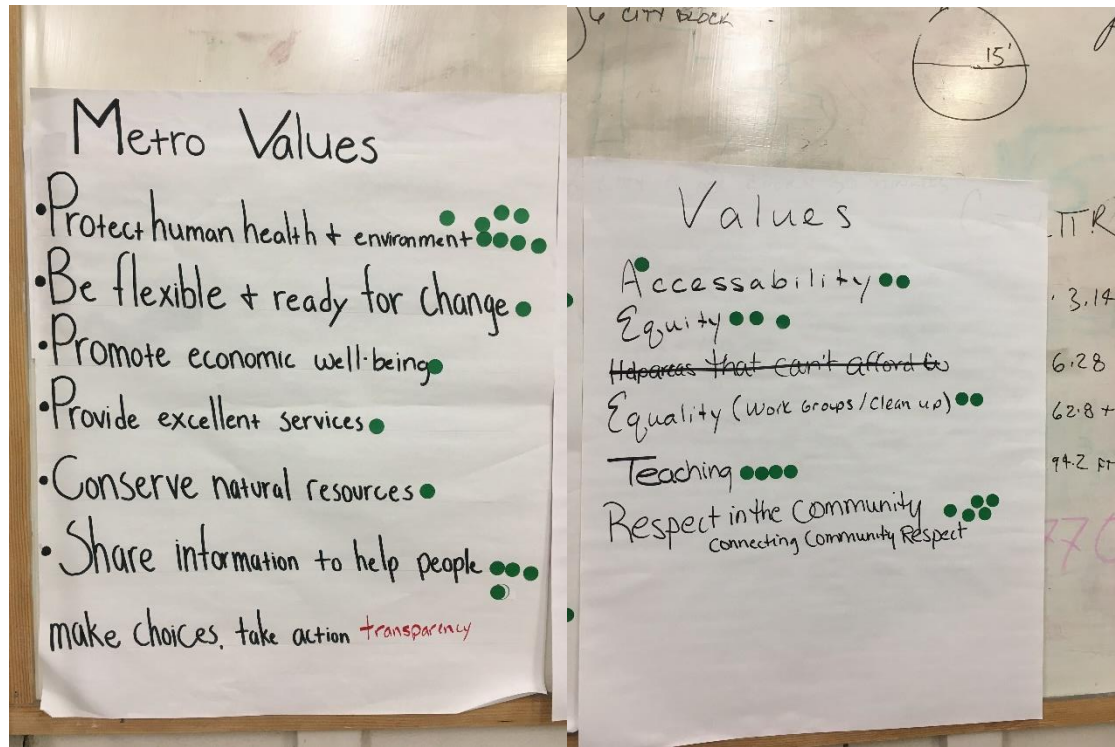 Metro Values
• Protect human health + environment
• Be flexible + ready for change
• Promote economic well-being
• Provide excellent services
• Conserve natural resources
• Share information to help people
make choices, take action transparency
6 CITY BLOCK
15'
Values
Accessability
Equity
that can't afford to
Equality (Work Groups/Clean up)
Teaching
Respect in the Community
Connecting Community Respect
πR
3.14
6.28
62.8 +
94.2 FT